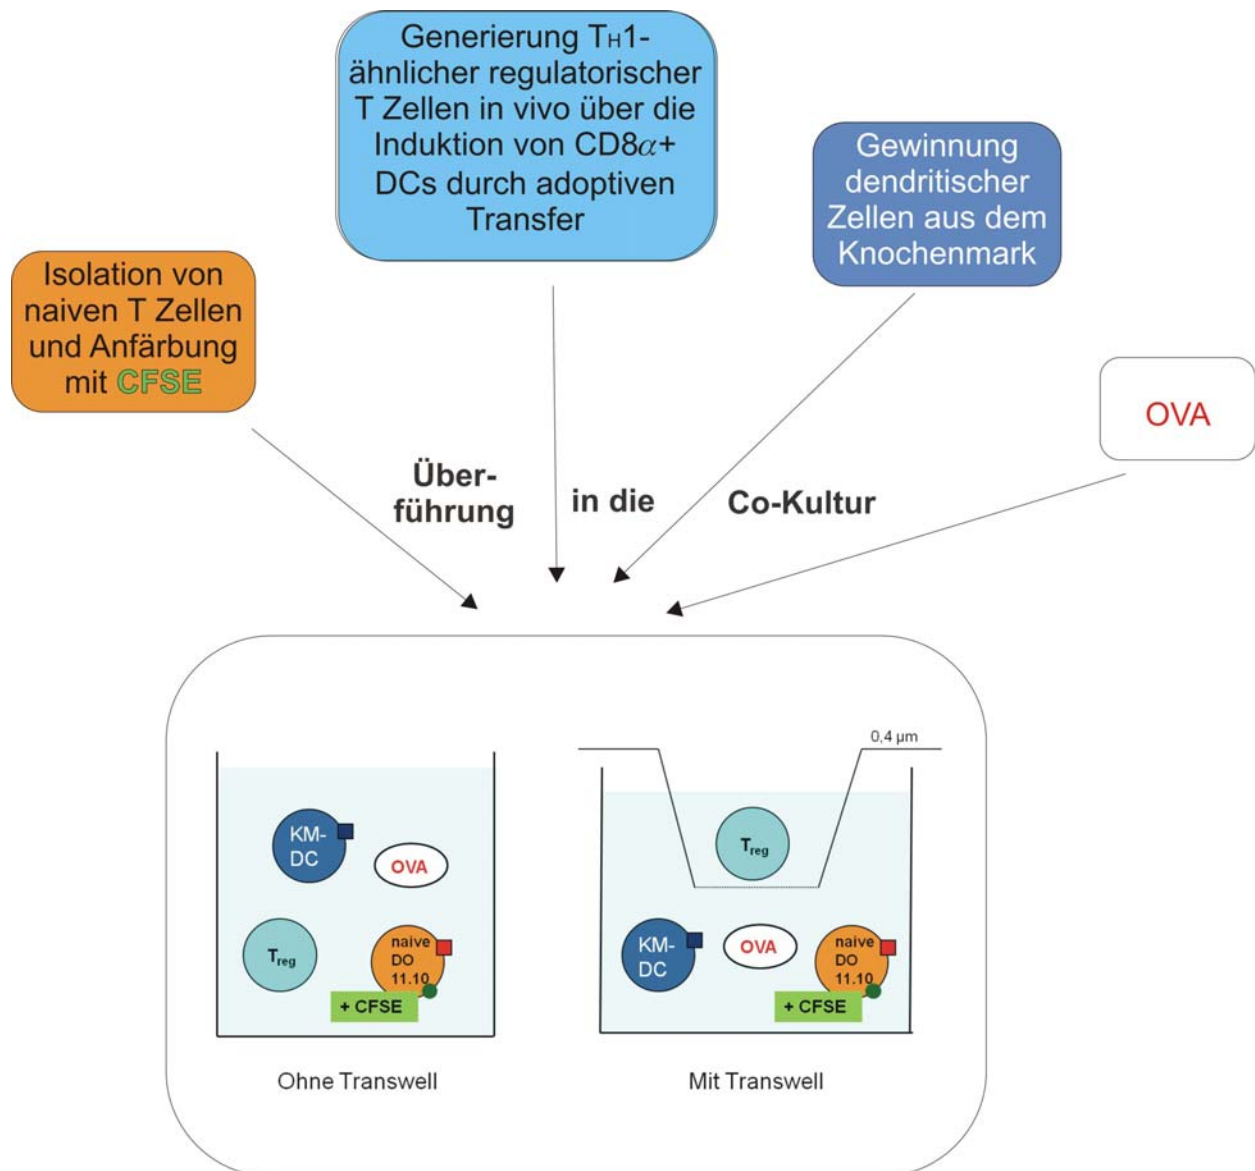 Generierung TH1-
ähnlicher regulatorischer
T Zellen in vivo über die
Induktion von CD8α+
DCs durch adoptiven
Transfer
Gewinnung
dendritischer
Zellen aus dem
Knochenmark
Isolation von
naiven T Zellen
und Anfärbung
mit CFSE
OVA
Über-
führung
in die
Co-Kultur
KM-
DC
OVA
Treg
naive
DO
11.10
+ CFSE
Ohne Transwell
0,4 µm
Treg
KM-
DC
OVA
naive
DO
11.10
+ CFSE
Mit Transwell